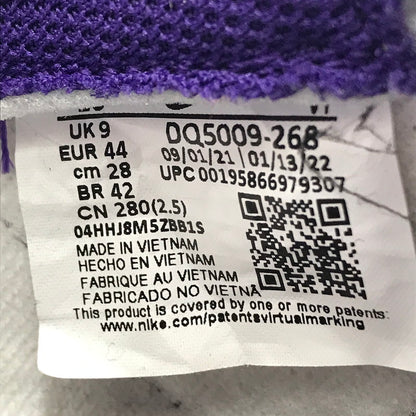 UK 9
EUR 44
cm 28
BR 42
CN 280(2.5)
04HHJ8M5ZBB1S
DQ5009-268
09/01/21 | 01/13/22
UPC 00195866979307
MADE IN VIETNAM
HECHO EN VIETNAM
FABRIQUE AU VIETNAM
FABRICADO NO VIETNA
This product is covered by one or more patents:
www.nike.com/patentsvirtualmarking